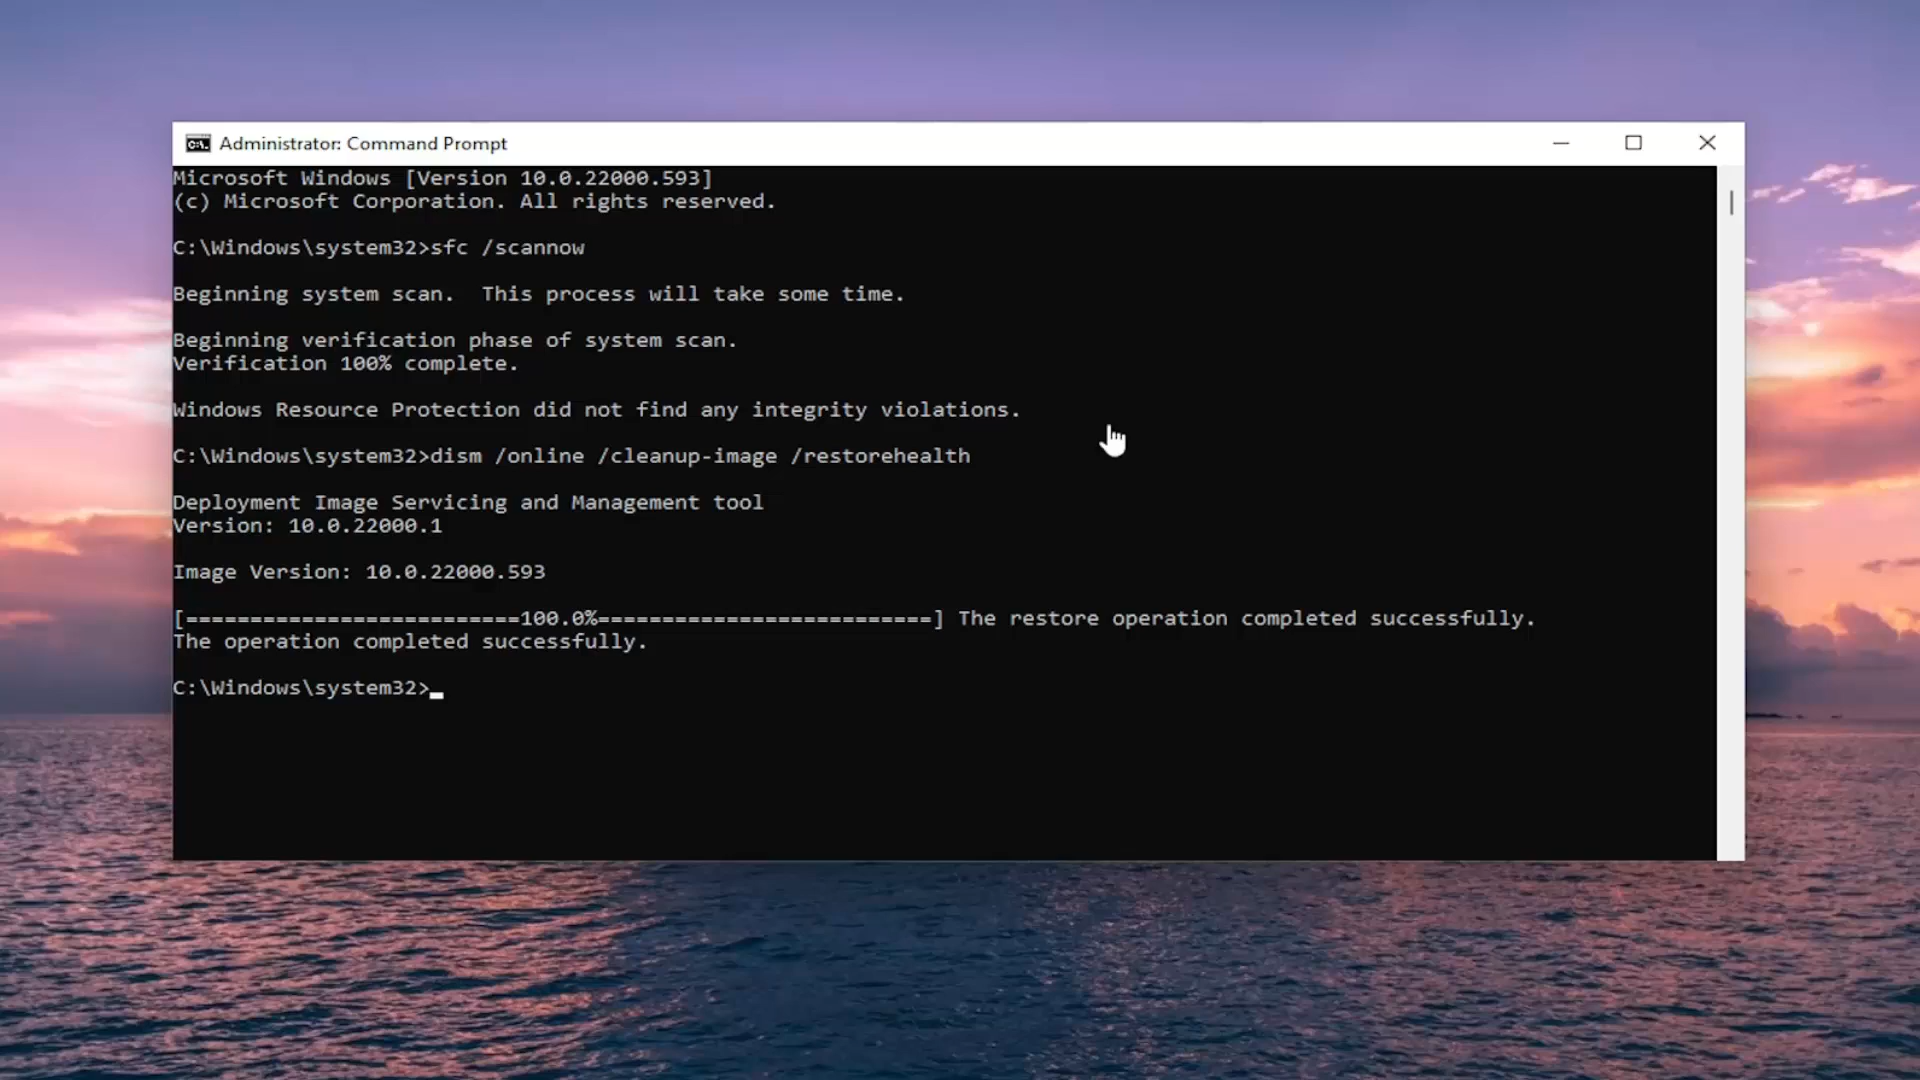 Administrator: Command Prompt
Microsoft Windows [Version 10.0.22000.593]
(c) Microsoft Corporation. All rights reserved.
C:\Windows\system32>sfc /scannow
Beginning system scan.  This process will take some time.
Beginning verification phase of system scan.
Verification 100% complete.
Windows Resource Protection did not find any integrity violations.
C:\Windows\system32>dism /online /cleanup-image /restorehealth
Deployment Image Servicing and Management tool
Version: 10.0.22000.1
Image Version: 10.0.22000.593
[==========================100.0%==========================] The restore operation completed successfully.
The operation completed successfully.
C:\Windows\system32>